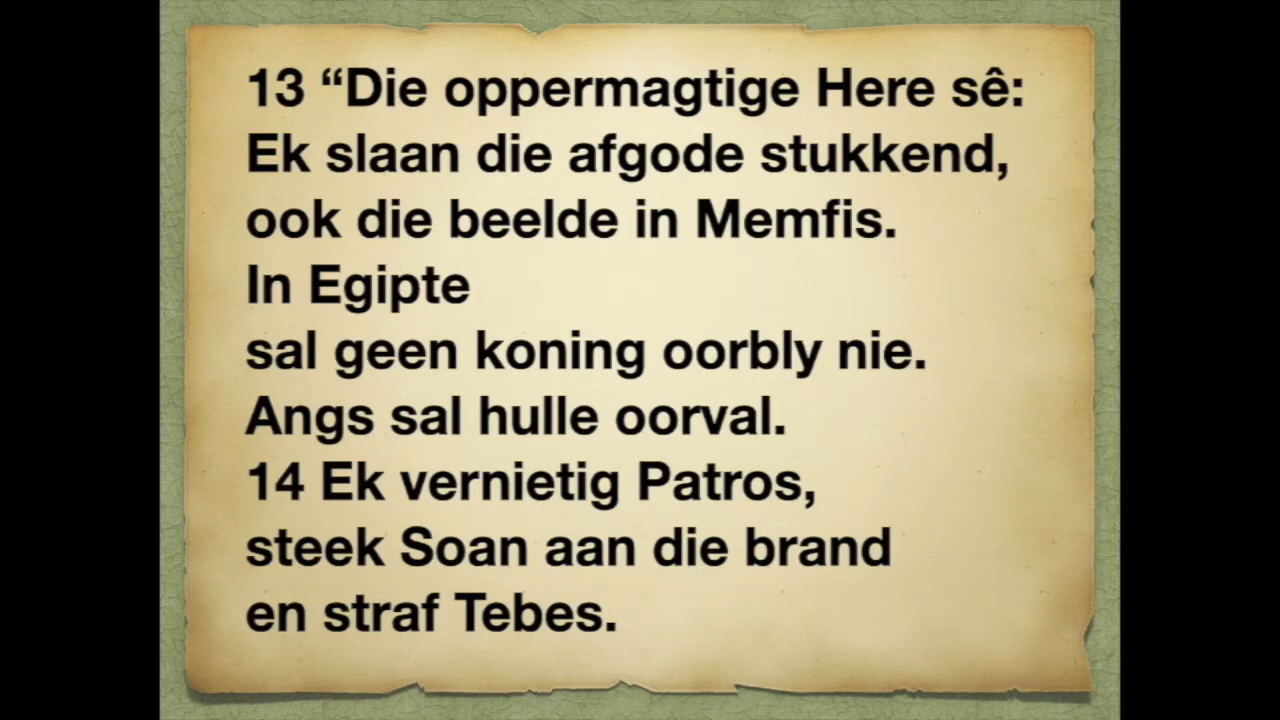 13 “Die oppermagtige Here sê:
Ek slaan die afgode stukkend,
ook die beelde in Memfis.
In Egipte
sal geen koning oorbly nie.
Angs sal hulle oorval.
14 Ek vernietig Patros,
steek Soan aan die brand
en straf Tebes.